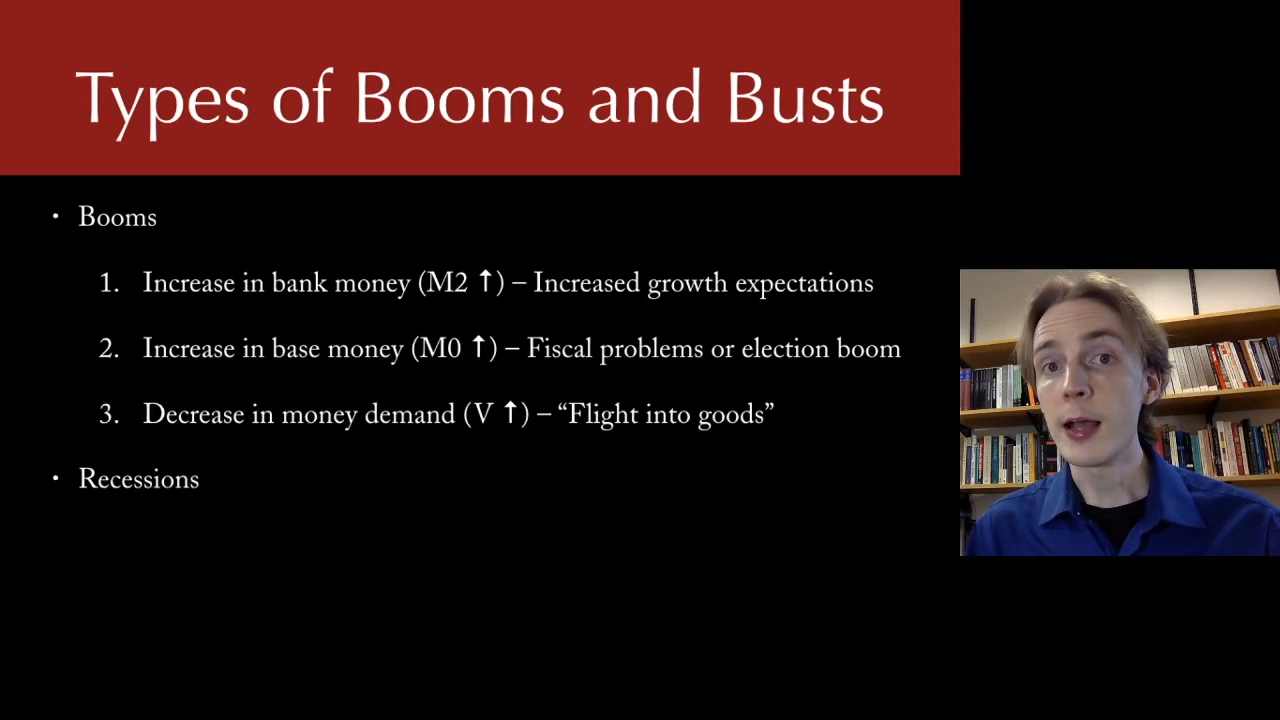 Types of Booms and Busts
• Booms
1. Increase in bank money (M2 ↑) – Increased growth expectations
2. Increase in base money (M0 ↑) – Fiscal problems or election boom
3. Decrease in money demand (V ↑) – “Flight into goods”
• Recessions